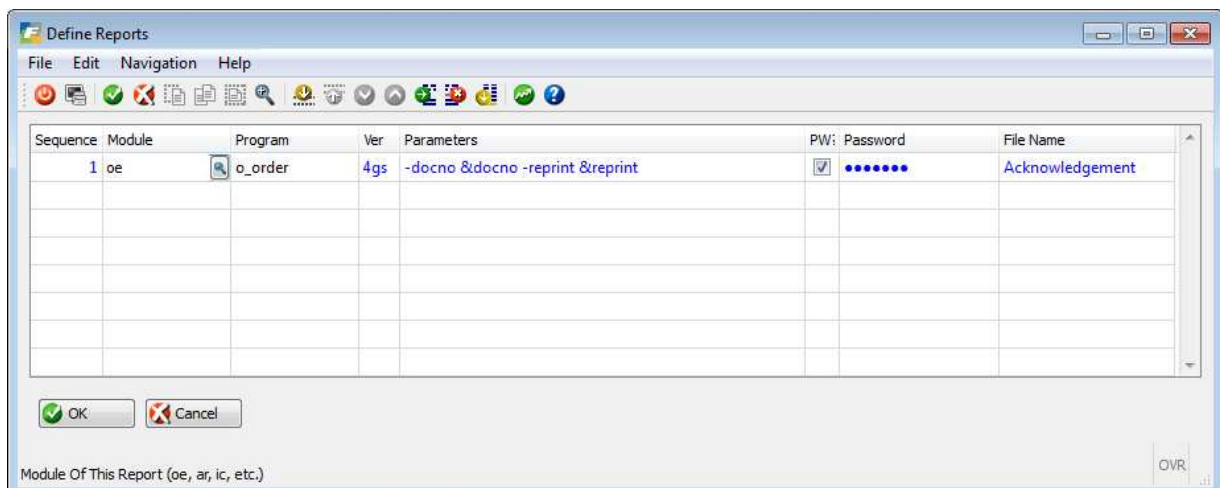 Define Reports
File Edit Navigation Help
Sequence Module Program Ver Parameters PW? Password File Name
1 oe o_order 4gs -docno &docno -reprint &reprint ••••••• Acknowledgement
OK Cancel
Module Of This Report (oe, ar, ic, etc.)
OVR